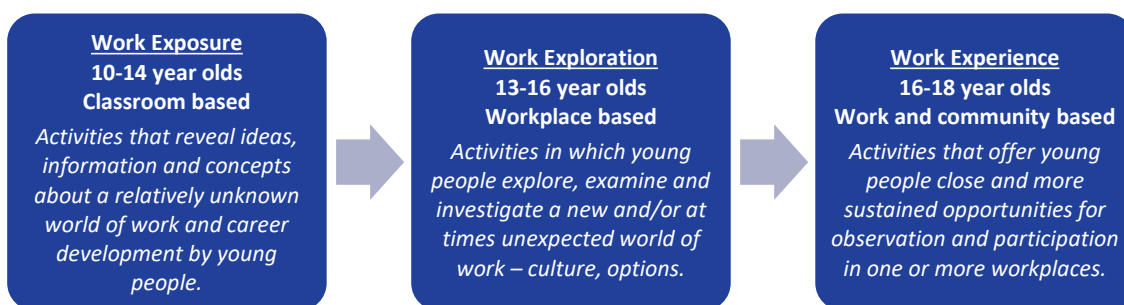 Work Exposure
10-14 year olds
Classroom based
Activities that reveal ideas,
information and concepts
about a relatively unknown
world of work and career
development by young
people.
Work Exploration
13-16 year olds
Workplace based
Activities in which young
people explore, examine and
investigate a new and/or at
times unexpected world of
work – culture, options.
Work Experience
16-18 year olds
Work and community based
Activities that offer young
people close and more
sustained opportunities for
observation and participation
in one or more workplaces.